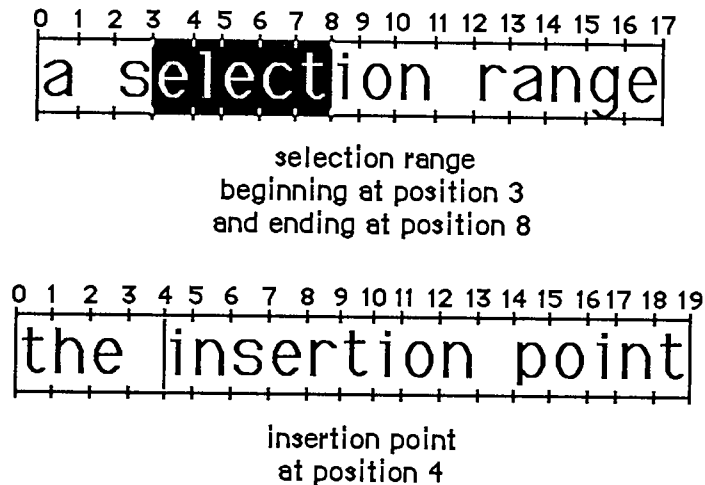 0 1 2 3 4 5 6 7 8 9 10 11 12 13 14 15 16 17
a selection range
selection range
beginning at position 3
and ending at position 8
0 1 2 3 4 5 6 7 8 9 10 11 12 13 14 15 16 17 18 19
the insertion point
insertion point
at position 4